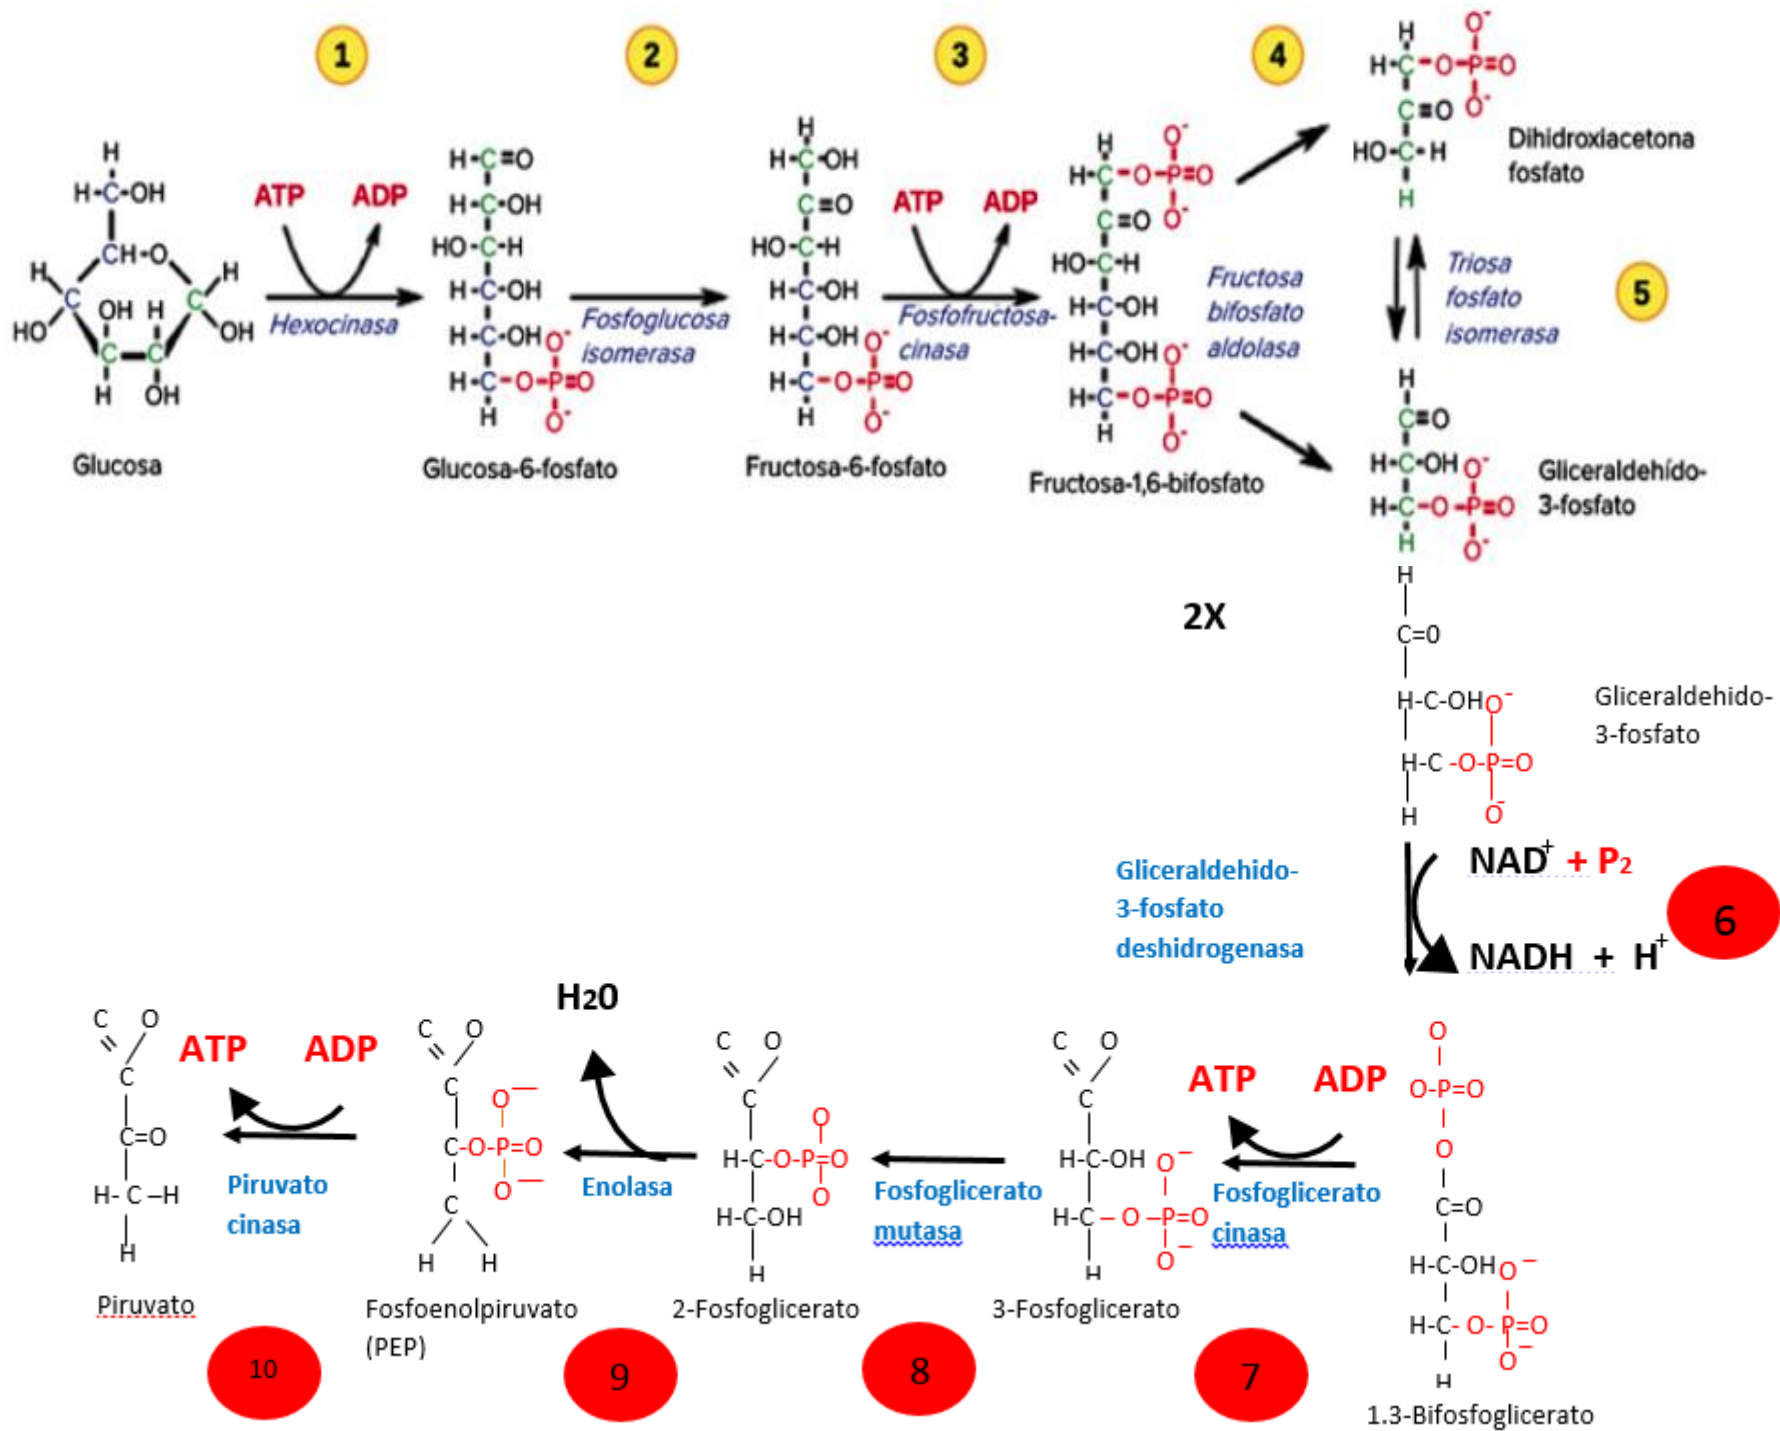 1
2
3
4
ATP
ADP
Hexocinasa
Fosfoglucosa
isomerasa
ATP
ADP
Fosfofructosa-
cinasa
Fructosa
bifosfato
aldolasa
Dihidroxiacetona
fosfato
Triosa
fosfato
isomerasa
5
Glucosa
Glucosa-6-fosfato
Fructosa-6-fosfato
Fructosa-1,6-bifosfato
Gliceraldehído-
3-fosfato
2X
Gliceraldehido-
3-fosfato
Gliceraldehido-
3-fosfato
deshidrogenasa
NAD+ + P2
NADH + H+
6
H20
ATP
ADP
Piruvato
cinasa
Enolasa
Fosfoglicerato
mutasa
ATP
ADP
Fosfoglicerato
cinasa
Piruvato
Fosfoenolpiruvato
(PEP)
2-Fosfoglicerato
3-Fosfoglicerato
1.3-Bifosfoglicerato
10
9
8
7